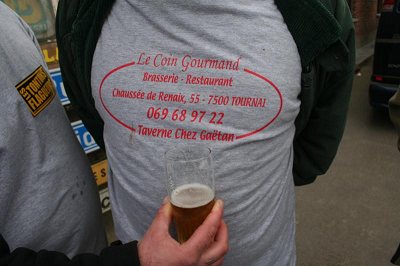 Le Coin Gourmand
Brasserie - Restaurant
Chaussée de Renaix, 55 - 7500 TOURNAI
069 68 97 22
Taverne Chez Gaëtan